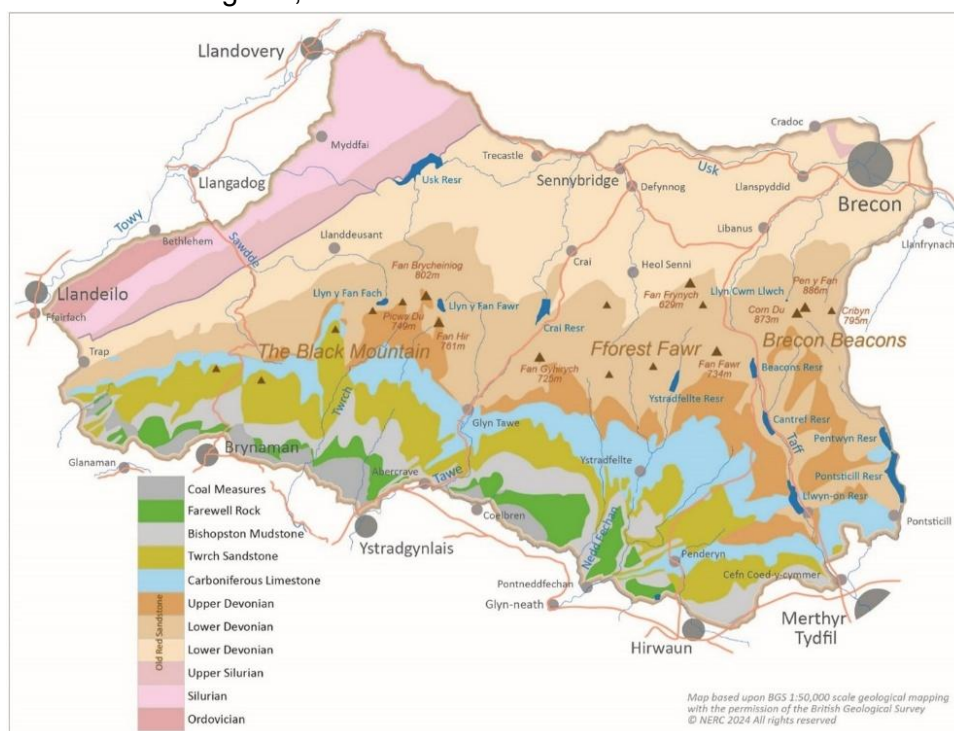 Llandovery
Cradoc
Myddfai
Trecastle
Usk
Usk Resr
Sennybridge
Defynnog
Llanspyddid
Brecon
Llangadog
Towy
Sawdde
Bethlehem
Llanddeusant
Libanus
Llanfrynach
Crai
Heol Senni
Fan Brycheiniog
802m
Llandeilo
Ffairfach
Llyn y Fan Fach
Llyn y Fan Fawr
Picws Du
749m
Fan Hir
761m
Crai Resr
Fan Frynych
629m
Llyn Cwm Llwch
Pen y Fan
886m
Corn Du
873m
Cribyn
795m
Trap
The Black Mountain
Fforest Fawr
Brecon Beacons
Fan Gyhirych
725m
Fan Fawr
734m
Beacons Resr
Ystradfellte Resr
Twrch
Glyn Tawe
Cantref Resr
Pentwyn Resr
Taff
Glanaman
Brynaman
Abercrave
Tawe
Ystradfellte
Pontsticill Resr
Llwyn-on Resr
Coelbren
Pontsticill
Ystradgynlais
Nedd Fechan
Penderyn
Cefn Coed-y-cymmer
Pontneddfechan
Glyn-neath
Hirwaun
Merthyr
Tydfil
Coal Measures
Farewell Rock
Bishopston Mudstone
Twrch Sandstone
Carboniferous Limestone
Old Red Sandstone
Upper Devonian
Lower Devonian
Lower Devonian
Upper Silurian
Silurian
Ordovician
Map based upon BGS 1:50,000 scale geological mapping
with the permission of the British Geological Survey
© NERC 2024 All rights reserved